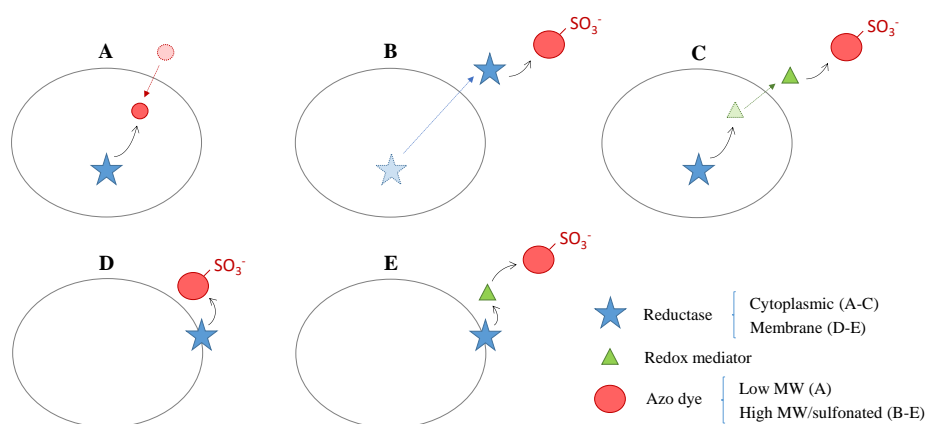 A
B
SO3-
C
SO3-
D
SO3-
E
SO3-
Reductase
Cytoplasmic (A-C)
Membrane (D-E)
Redox mediator
Azo dye
Low MW (A)
High MW/sulfonated (B-E)